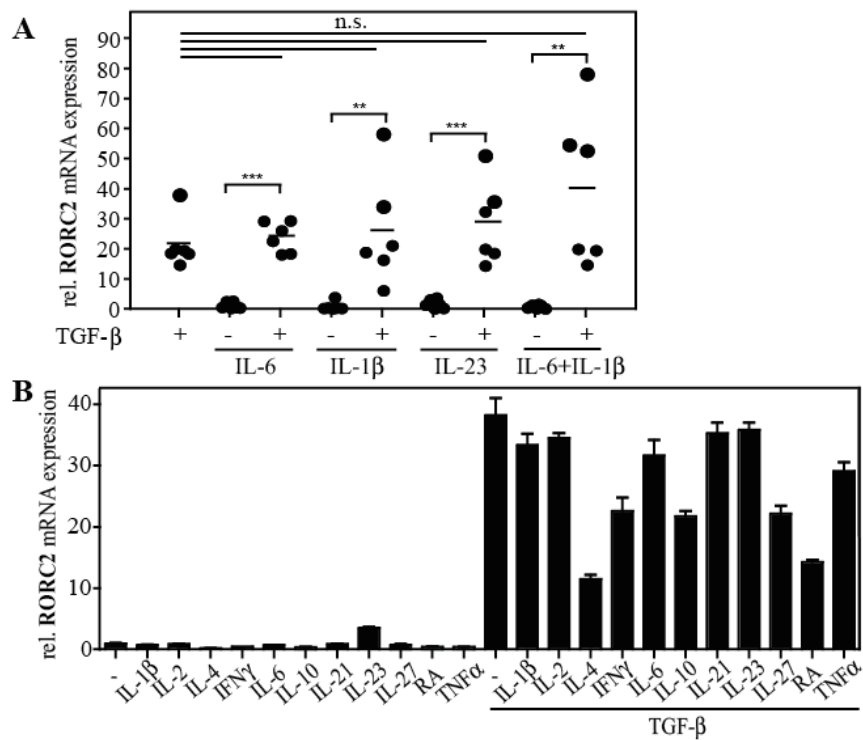 A
n.s.
rel. RORC2 mRNA expression
90
80
70
60
50
40
30
20
10
0
***
**
***
**
TGF-β + - + - + - + - +
IL-6 IL-1β IL-23 IL-6+IL-1β
B
rel. RORC2 mRNA expression
40
30
20
10
0
- IL-1β IL-2 IL-4 IFNγ IL-6 IL-10 IL-21 IL-23 IL-27 RA TNFα - IL-1β IL-2 IL-4 IFNγ IL-6 IL-10 IL-21 IL-23 IL-27 RA TNFα
TGF-β